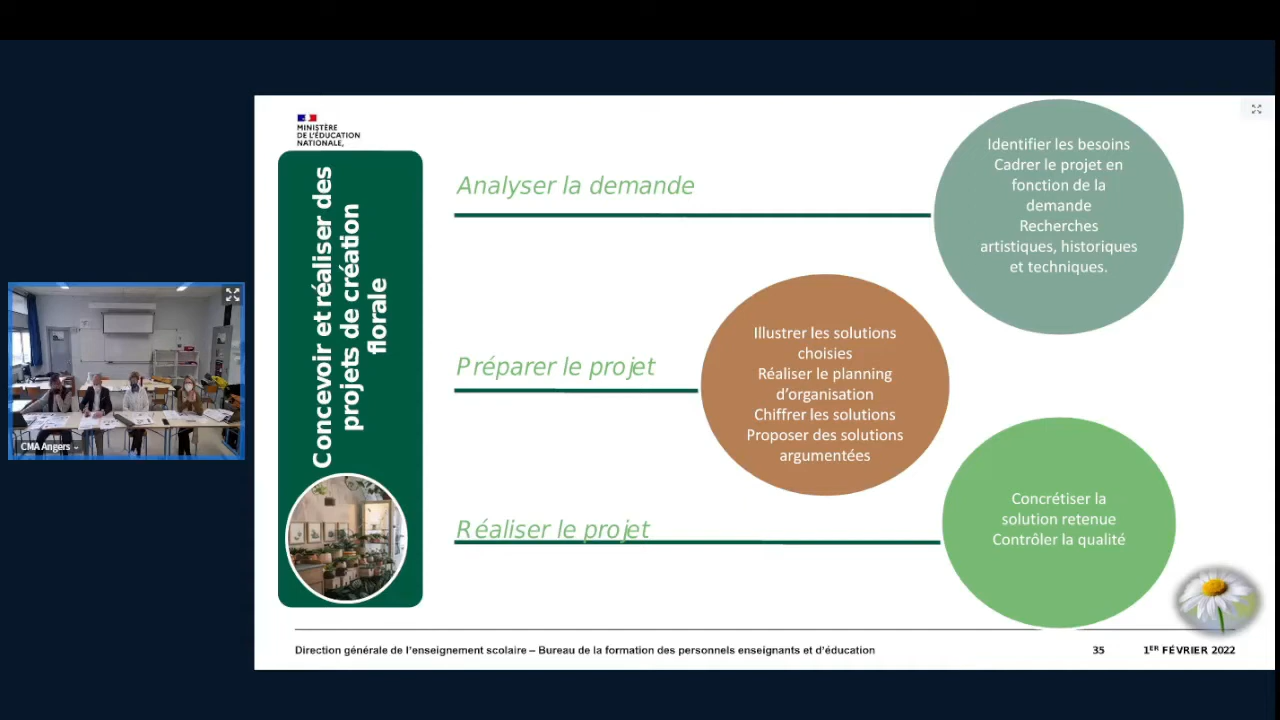 MINISTÈRE
DE L'ÉDUCATION
NATIONALE,
Concevoir et réaliser des
projets de création
florale
Analyser la demande
Identifier les besoins
Cadrer le projet en
fonction de la
demande
Recherches
artistiques, historiques
et techniques.
Préparer le projet
Illustrer les solutions
choisies
Réaliser le planning
d'organisation
Chiffrer les solutions
Proposer des solutions
argumentées
Réaliser le projet
Concrétiser la
solution retenue
Contrôler la qualité
CMA Angers
Direction générale de l'enseignement scolaire – Bureau de la formation des personnels enseignants et d'éducation
35
1ER FÉVRIER 2022